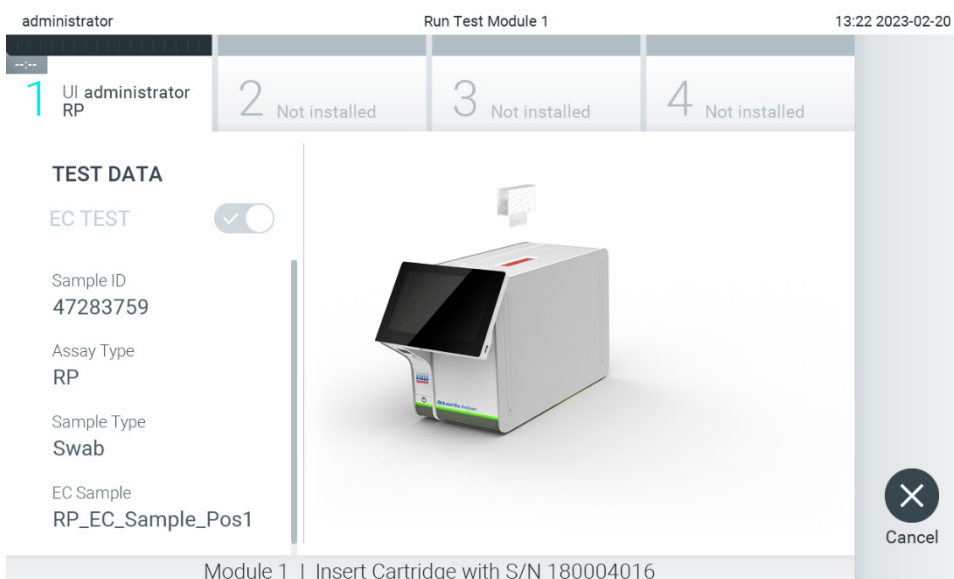 administrator
Run Test Module 1
13:22 2023-02-20
--:--
1 UI administrator
RP
2 Not installed
3 Not installed
4 Not installed
TEST DATA
EC TEST
Sample ID
47283759
Assay Type
RP
Sample Type
Swab
EC Sample
RP_EC_Sample_Pos1
Cancel
Module 1 | Insert Cartridge with S/N 180004016